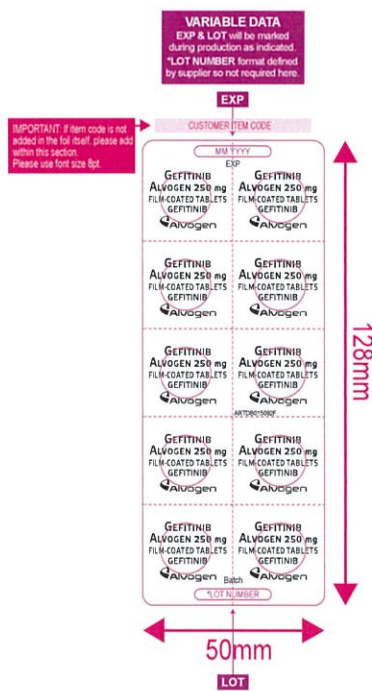 VARIABLE DATA
EXP & LOT will be marked
during production as indicated.
*LOT NUMBER format defined
by supplier so not required here.
EXP
CUSTOMER ITEM CODE
IMPORTANT: If item code is not
added in the foil itself, please add
within this section.
Please use font size 8pt.
MM YYYY
EXP
GEFITINIB
ALVOGEN 250 mg
FILM-COATED TABLETS
GEFITINIB
Alvogen
GEFITINIB
ALVOGEN 250 mg
FILM-COATED TABLETS
GEFITINIB
Alvogen
GEFITINIB
ALVOGEN 250 mg
FILM-COATED TABLETS
GEFITINIB
Alvogen
GEFITINIB
ALVOGEN 250 mg
FILM-COATED TABLETS
GEFITINIB
Alvogen
GEFITINIB
ALVOGEN 250 mg
FILM-COATED TABLETS
GEFITINIB
Alvogen
GEFITINIB
ALVOGEN 250 mg
FILM-COATED TABLETS
GEFITINIB
Alvogen
GEFITINIB
ALVOGEN 250 mg
FILM-COATED TABLETS
GEFITINIB
Alvogen
GEFITINIB
ALVOGEN 250 mg
FILM-COATED TABLETS
GEFITINIB
Alvogen
GEFITINIB
ALVOGEN 250 mg
FILM-COATED TABLETS
GEFITINIB
Alvogen
GEFITINIB
ALVOGEN 250 mg
FILM-COATED TABLETS
GEFITINIB
Alvogen
Batch
*LOT NUMBER
128mm
50mm
LOT